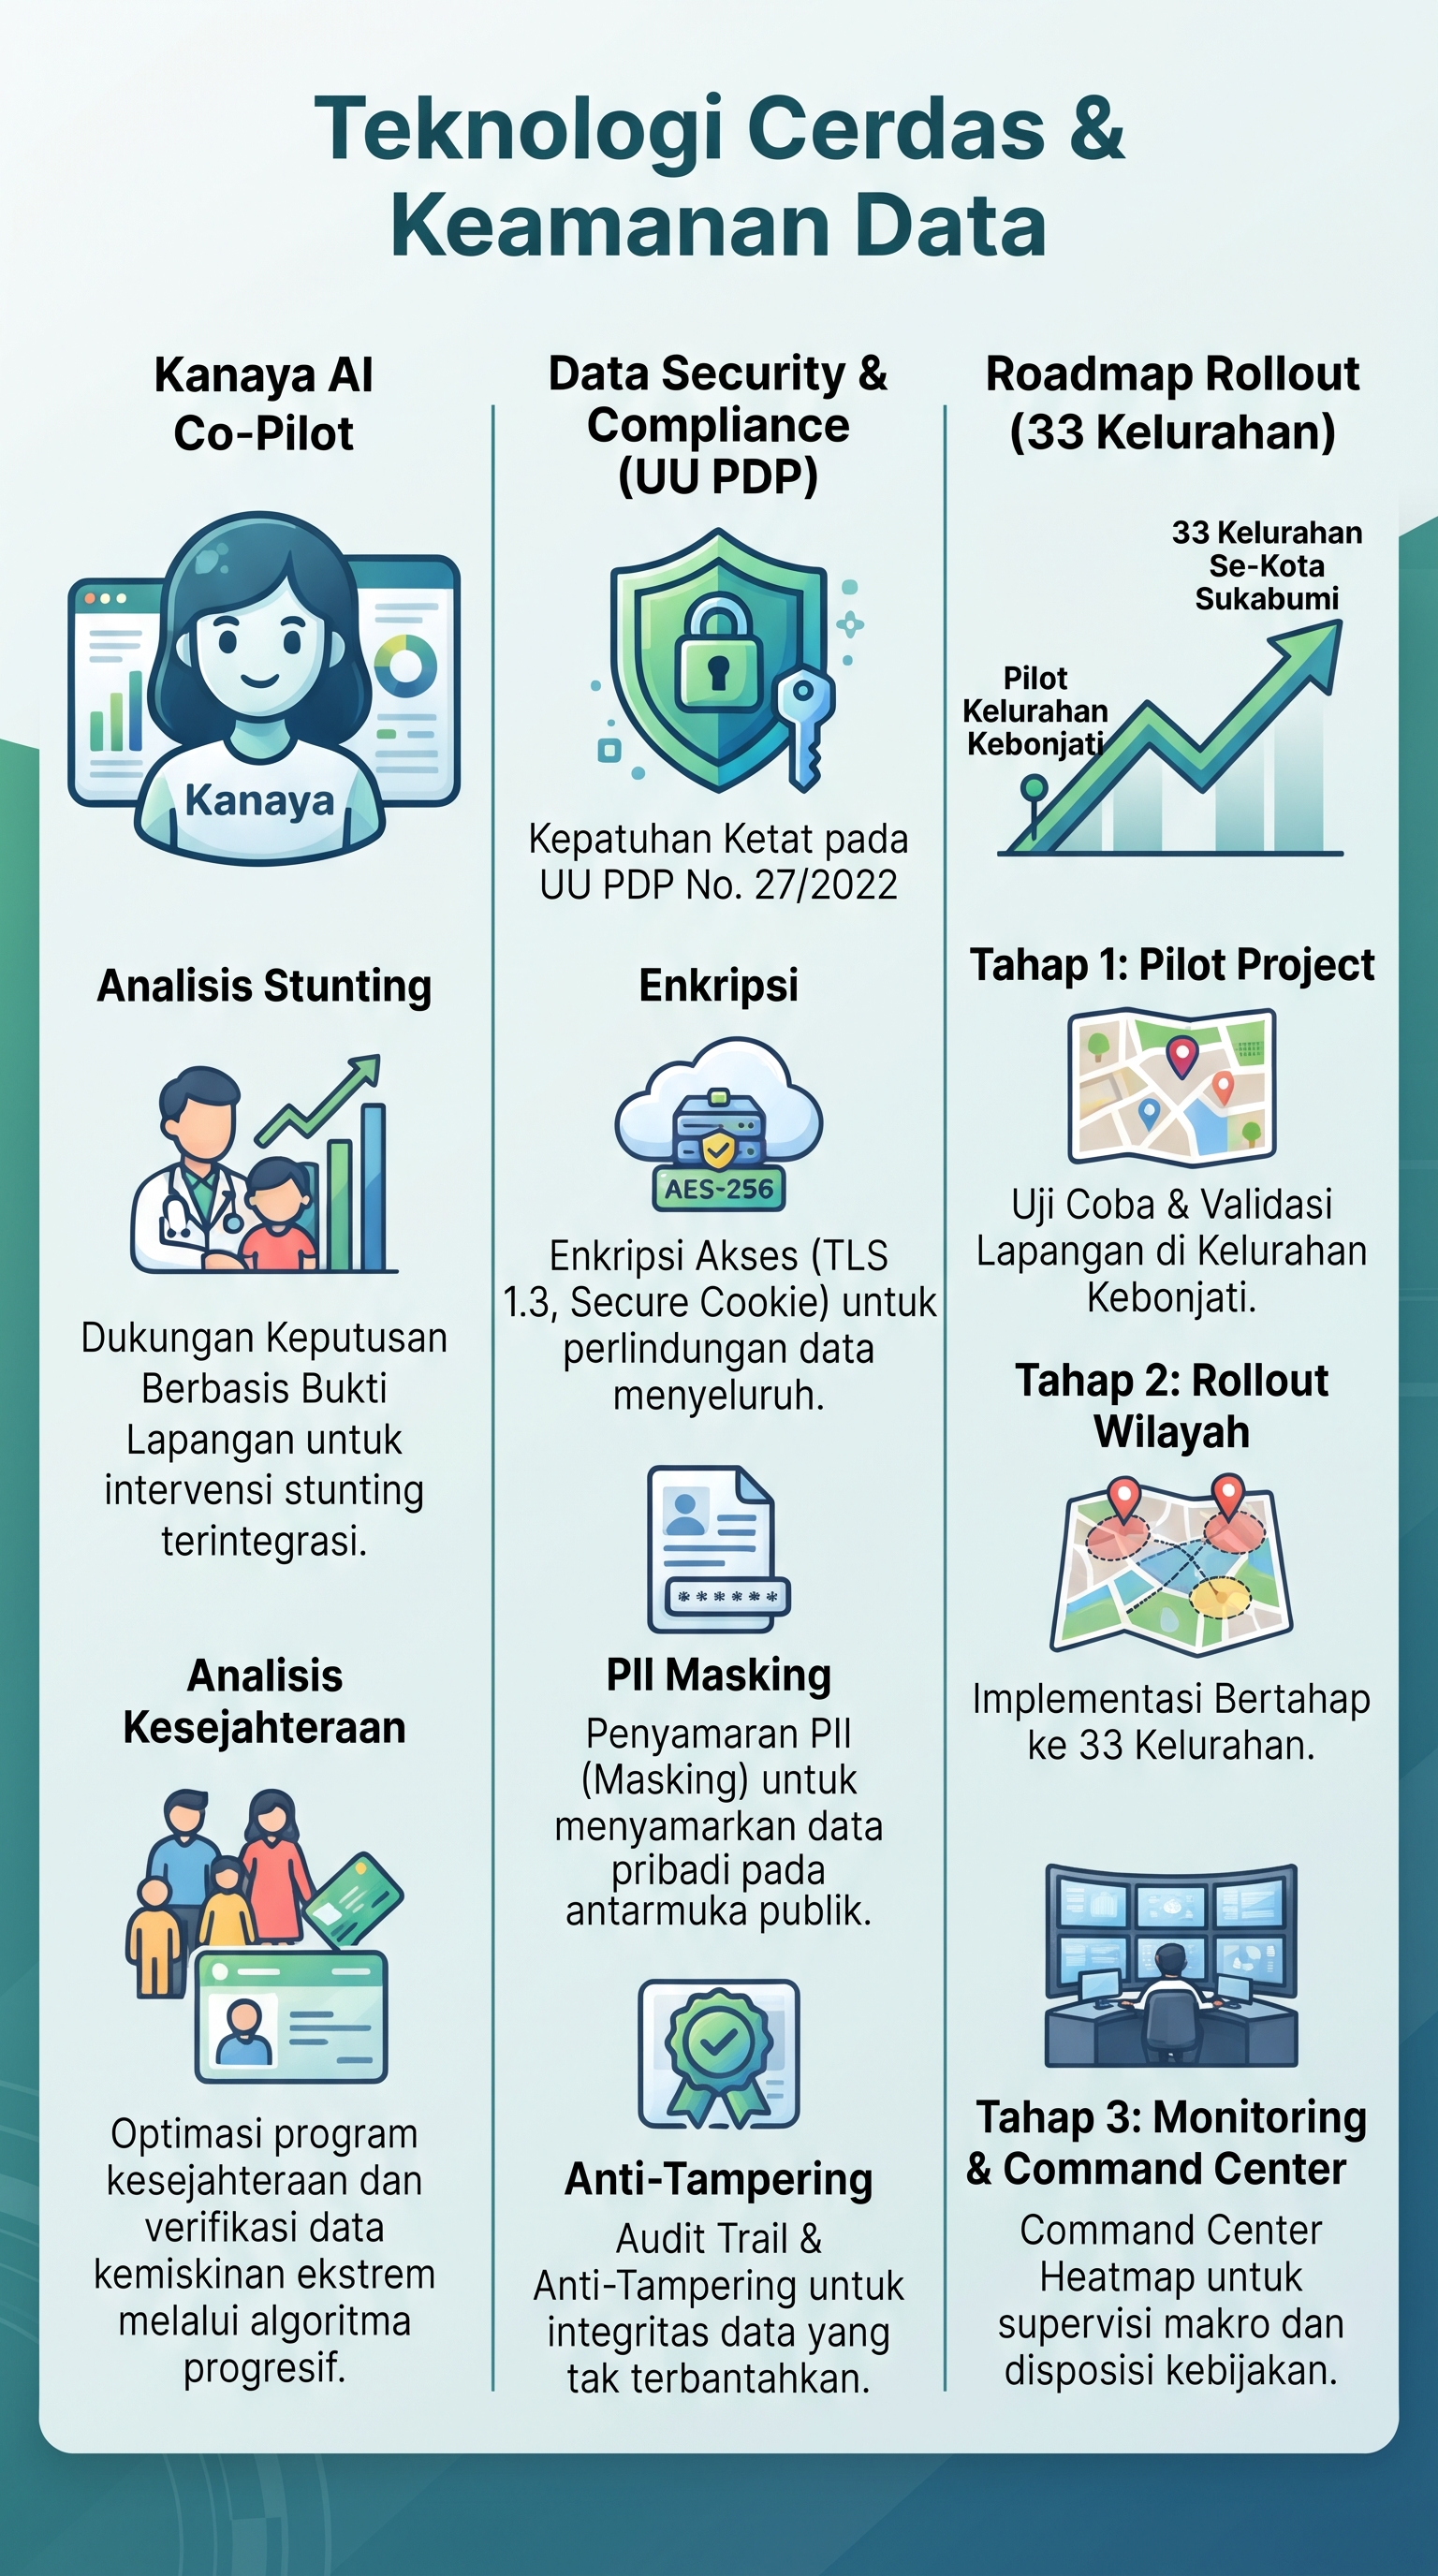 Teknologi Cerdas &
Keamanan Data
Kanaya AI
Co-Pilot
Kanaya
Analisis Stunting
Dukungan Keputusan
Berbasis Bukti
Lapangan untuk
intervensi stunting
terintegrasi.
Analisis
Kesejahteraan
Optimasi program
kesejahteraan dan
verifikasi data
kemiskinan ekstrem
melalui algoritma
progresif.
Data Security &
Compliance
(UU PDP)
Kepatuhan Ketat pada
UU PDP No. 27/2022
Enkripsi
AES-256
Enkripsi Akses (TLS
1.3, Secure Cookie) untuk
perlindungan data
menyeluruh.
******
PII Masking
Penyamaran PII
(Masking) untuk
menyamarkan data
pribadi pada
antarmuka publik.
Anti-Tampering
Audit Trail &
Anti-Tampering untuk
integritas data yang
tak terbantahkan.
Roadmap Rollout
(33 Kelurahan)
33 Kelurahan
Se-Kota
Sukabumi
Pilot
Kelurahan
Kebonjati
Tahap 1: Pilot Project
Uji Coba & Validasi
Lapangan di Kelurahan
Kebonjati.
Tahap 2: Rollout
Wilayah
Implementasi Bertahap
ke 33 Kelurahan.
Tahap 3: Monitoring
& Command Center
Command Center
Heatmap untuk
supervisi makro dan
disposisi kebijakan.